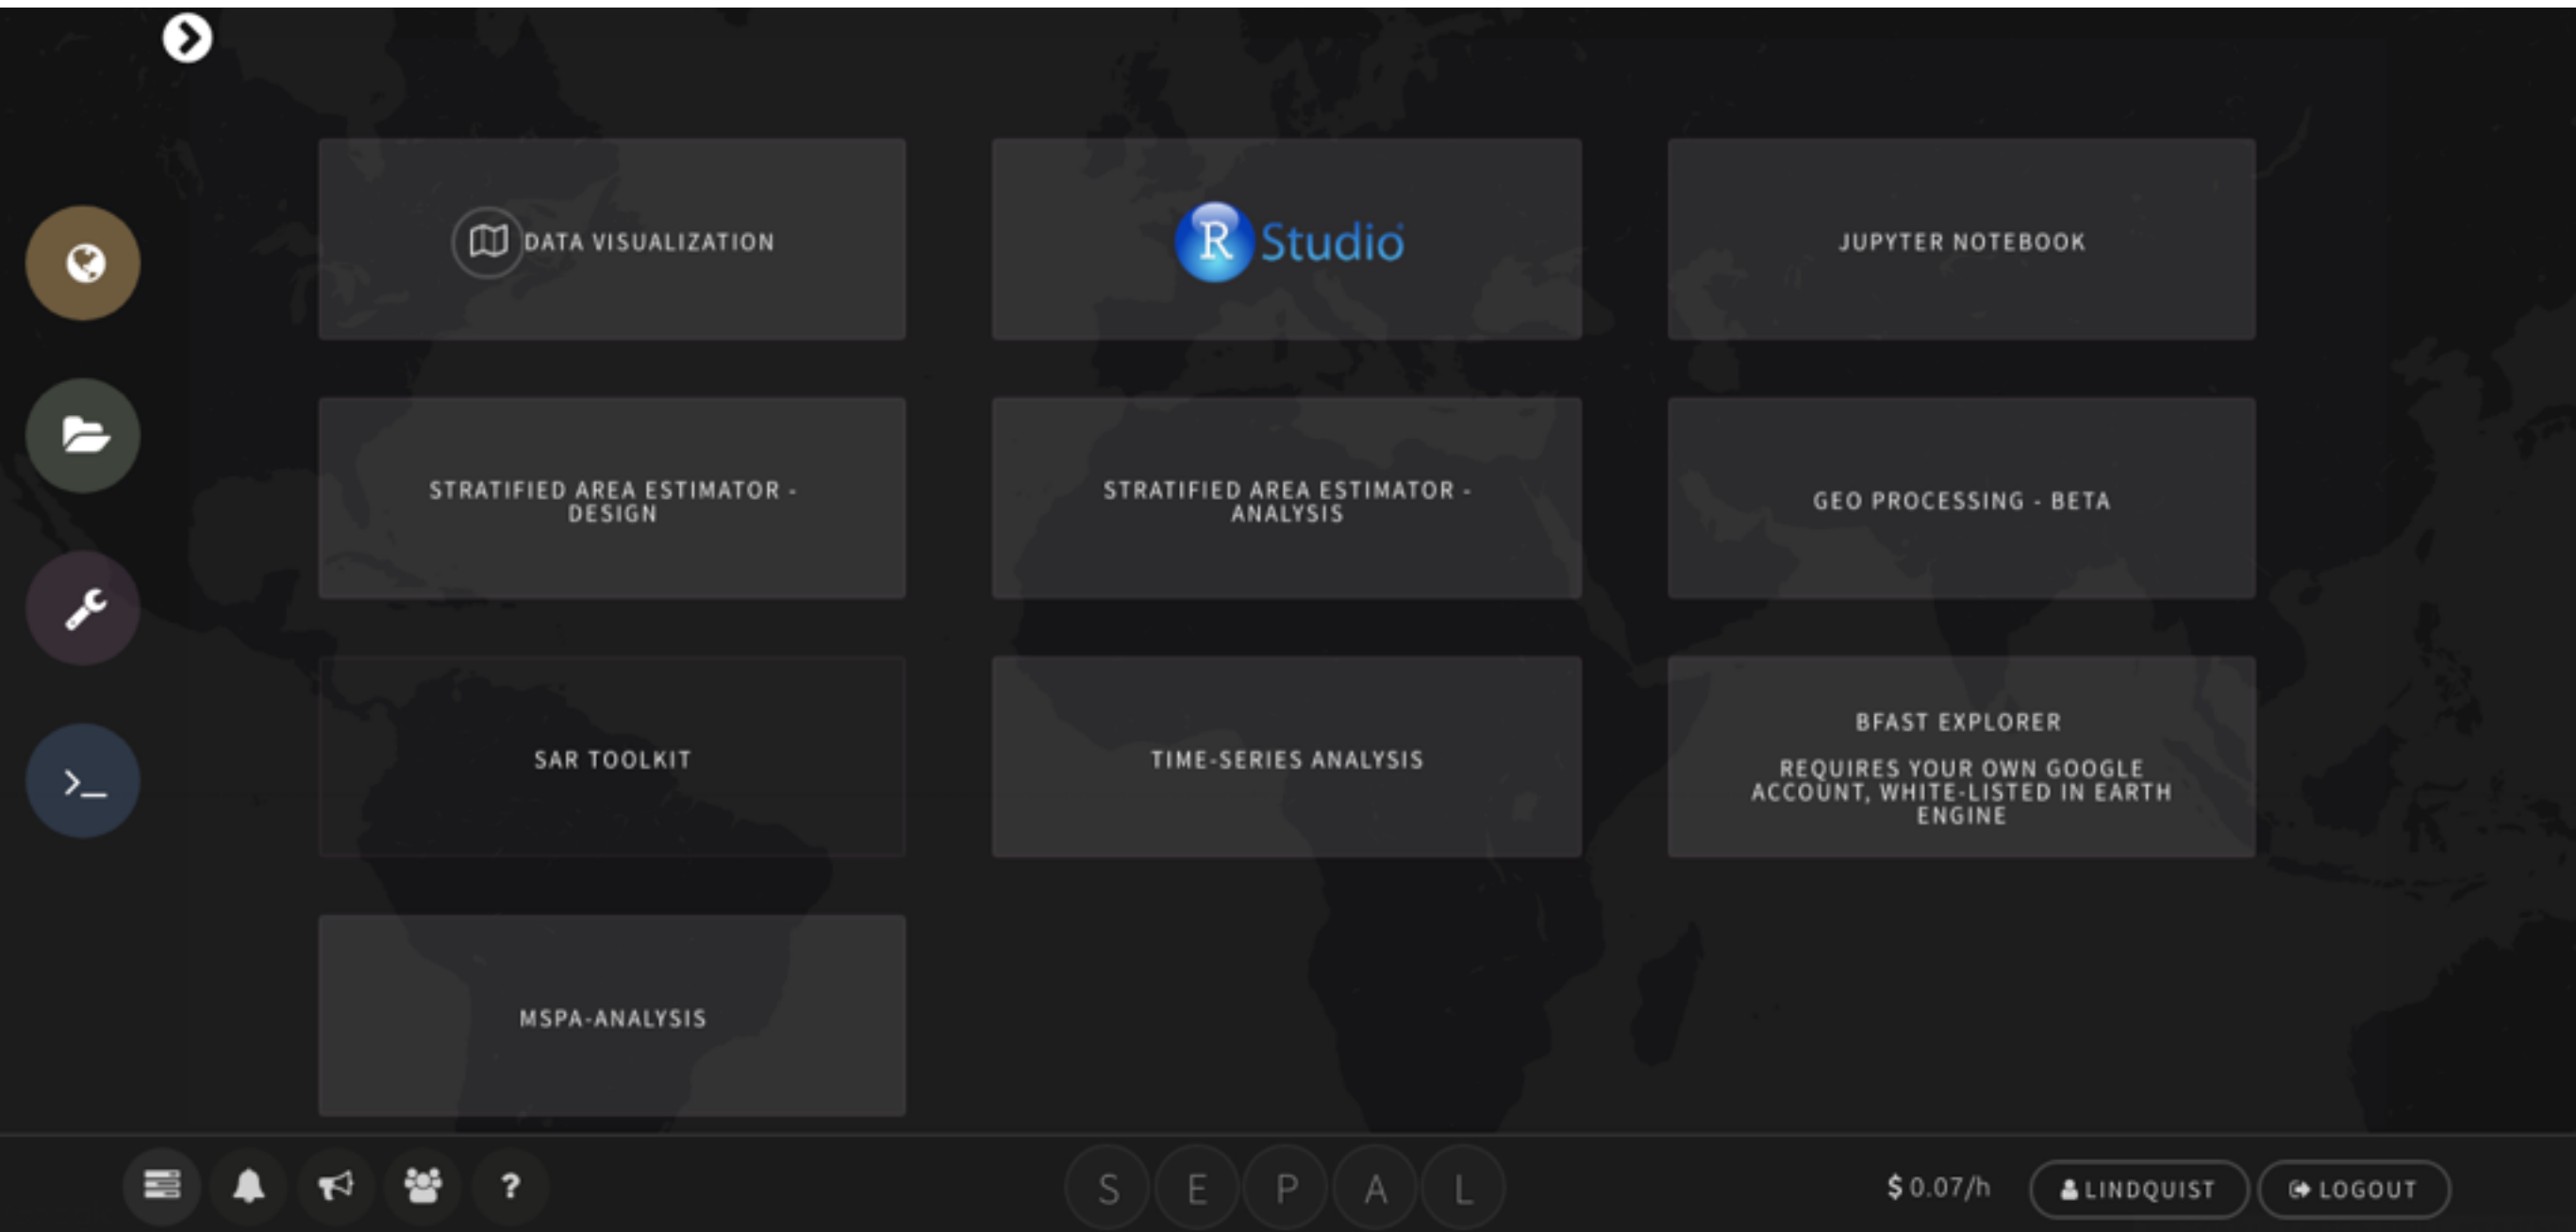 DATA VISUALIZATION
R Studio
JUPYTER NOTEBOOK
STRATIFIED AREA ESTIMATOR -
DESIGN
STRATIFIED AREA ESTIMATOR -
ANALYSIS
GEO PROCESSING - BETA
SAR TOOLKIT
TIME-SERIES ANALYSIS
BFAST EXPLORER
REQUIRES YOUR OWN GOOGLE
ACCOUNT, WHITE-LISTED IN EARTH
ENGINE
MSPA-ANALYSIS
?
S E P A L
$ 0.07/h
LINDQUIST
LOGOUT